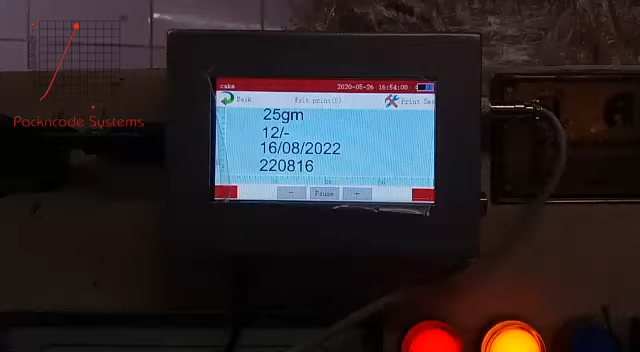 cake 2020-05-26 16:54:00
Back Exit print(S) Print Set
25gm
12/-
16/08/2022
220816
- Pause +
Packncode Systems